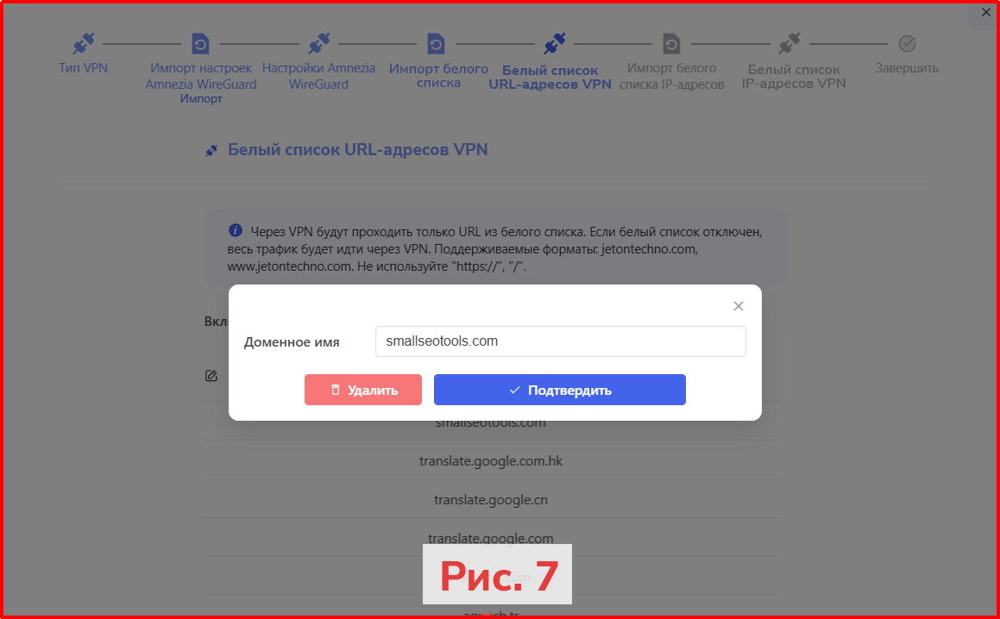 Тип VPN
Импорт настроек
Amnezia WireGuard
Импорт
Настройки Amnezia
WireGuard
Импорт белого
списка
Белый список
URL-адресов VPN
Импорт белого
списка IP-адресов
Белый список
IP-адресов VPN
Завершить
Белый список URL-адресов VPN
Через VPN будут проходить только URL из белого списка. Если белый список отключен,
весь трафик будет идти через VPN. Поддерживаемые форматы: jetontechno.com,
www.jetontechno.com. Не используйте "https://", "/".
Доменное имя
smallseotools.com
Удалить
Подтвердить
smallseotools.com
translate.google.com.hk
translate.google.cn
translate.google.com
Рис. 7